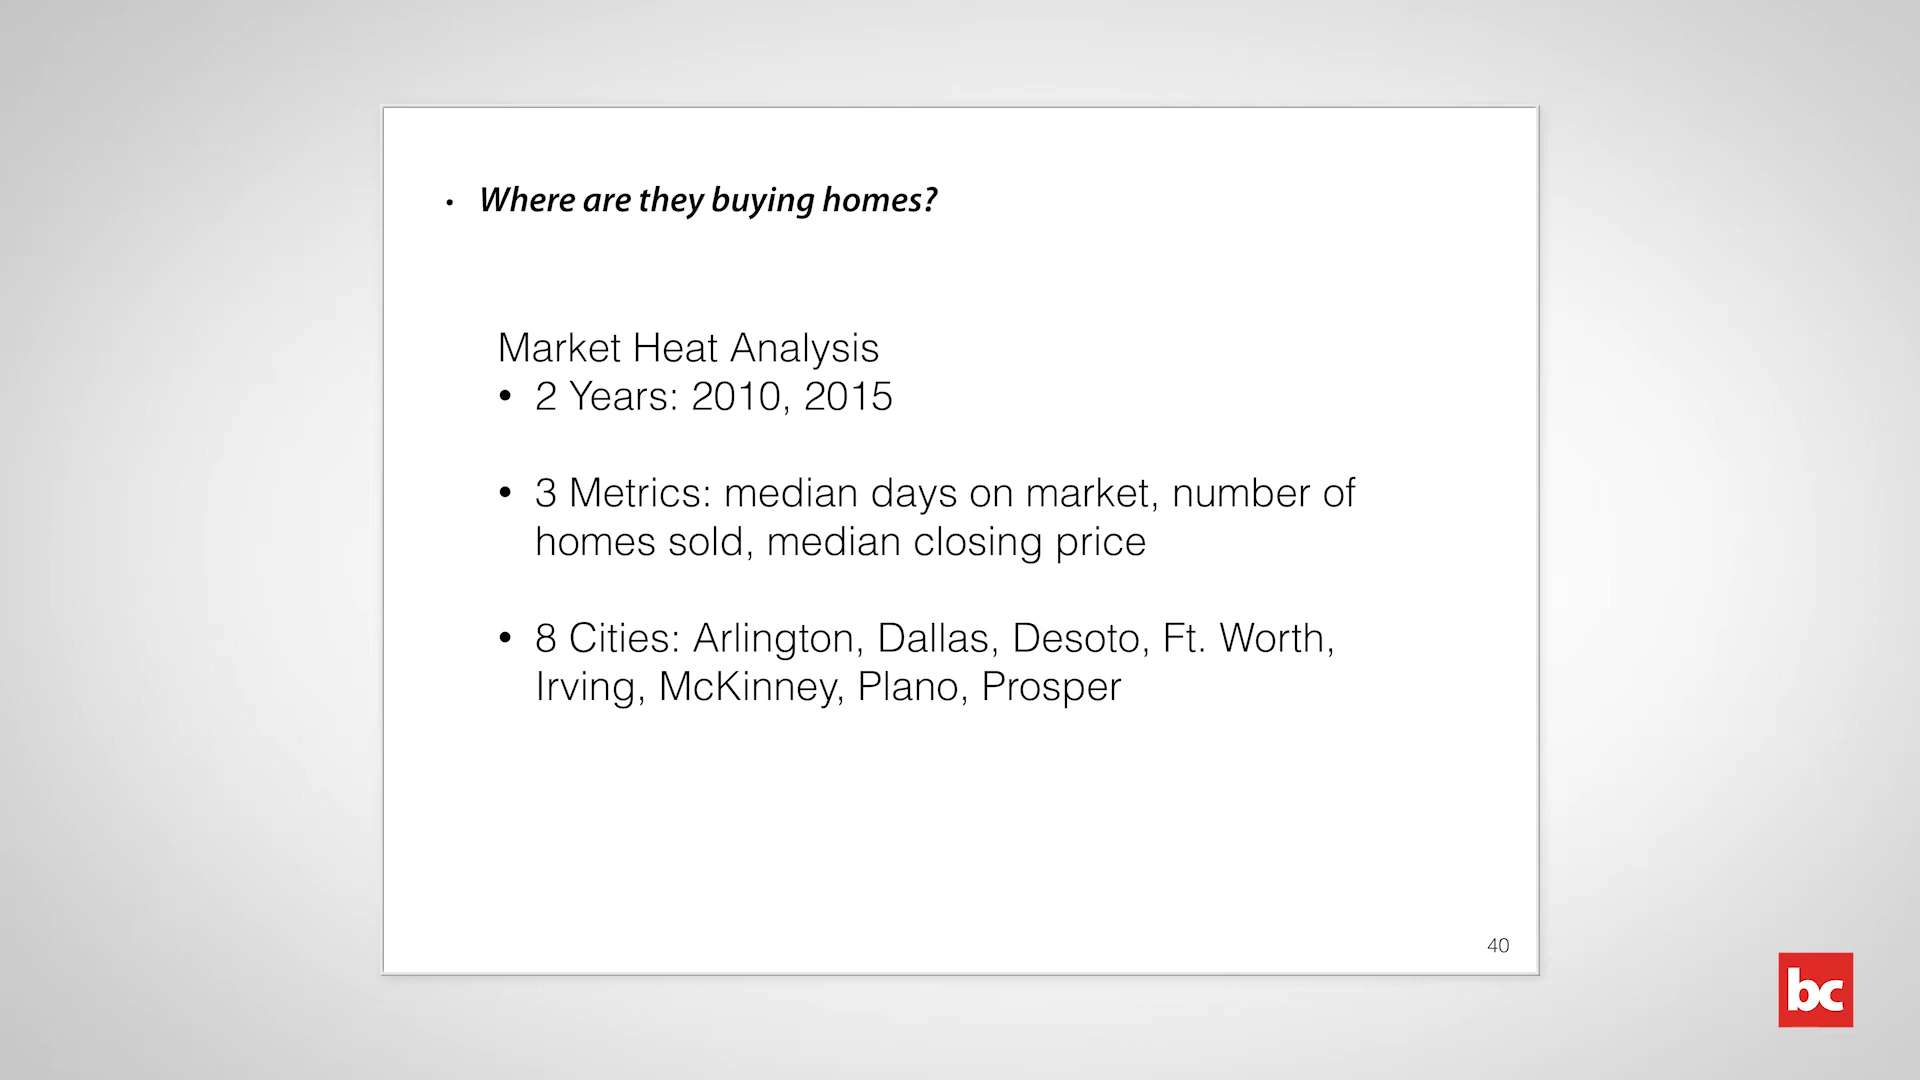 • Where are they buying homes?
Market Heat Analysis
• 2 Years: 2010, 2015
• 3 Metrics: median days on market, number of
homes sold, median closing price
• 8 Cities: Arlington, Dallas, Desoto, Ft. Worth,
Irving, McKinney, Plano, Prosper
40
bc